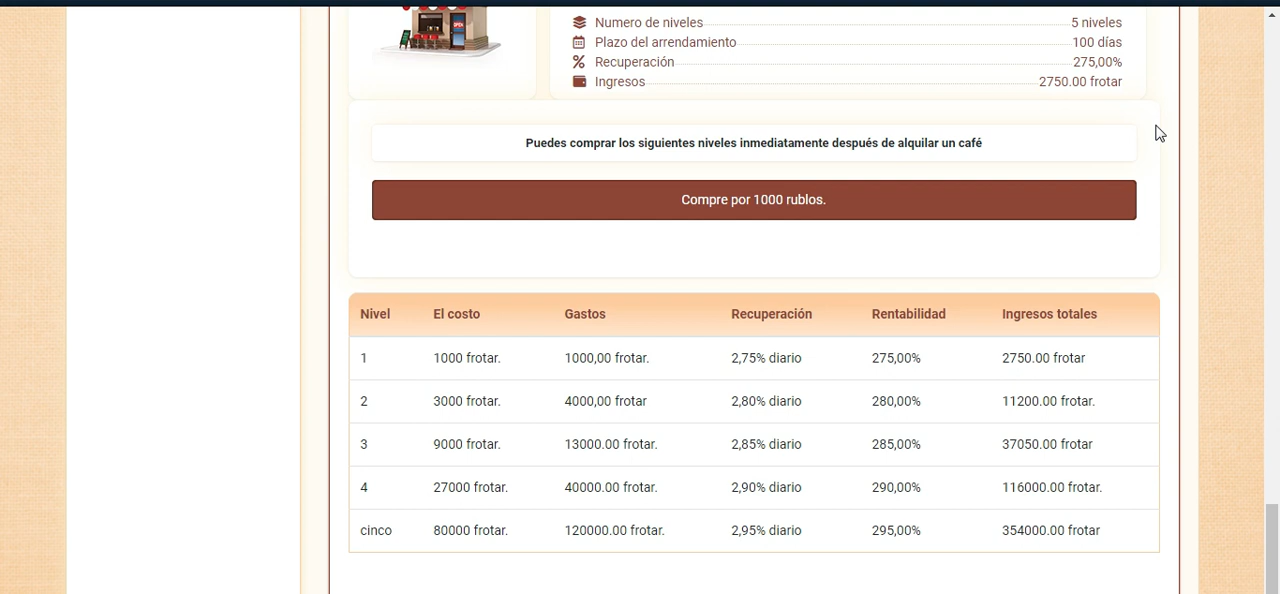 OPEN
Numero de niveles 5 niveles
Plazo del arrendamiento 100 días
Recuperación 275,00%
Ingresos 2750.00 frotar
Puedes comprar los siguientes niveles inmediatamente después de alquilar un café
Compre por 1000 rublos.
Nivel El costo Gastos Recuperación Rentabilidad Ingresos totales
1 1000 frotar. 1000,00 frotar. 2,75% diario 275,00% 2750.00 frotar
2 3000 frotar. 4000,00 frotar 2,80% diario 280,00% 11200.00 frotar.
3 9000 frotar. 13000.00 frotar. 2,85% diario 285,00% 37050.00 frotar
4 27000 frotar. 40000.00 frotar. 2,90% diario 290,00% 116000.00 frotar.
cinco 80000 frotar. 120000.00 frotar. 2,95% diario 295,00% 354000.00 frotar